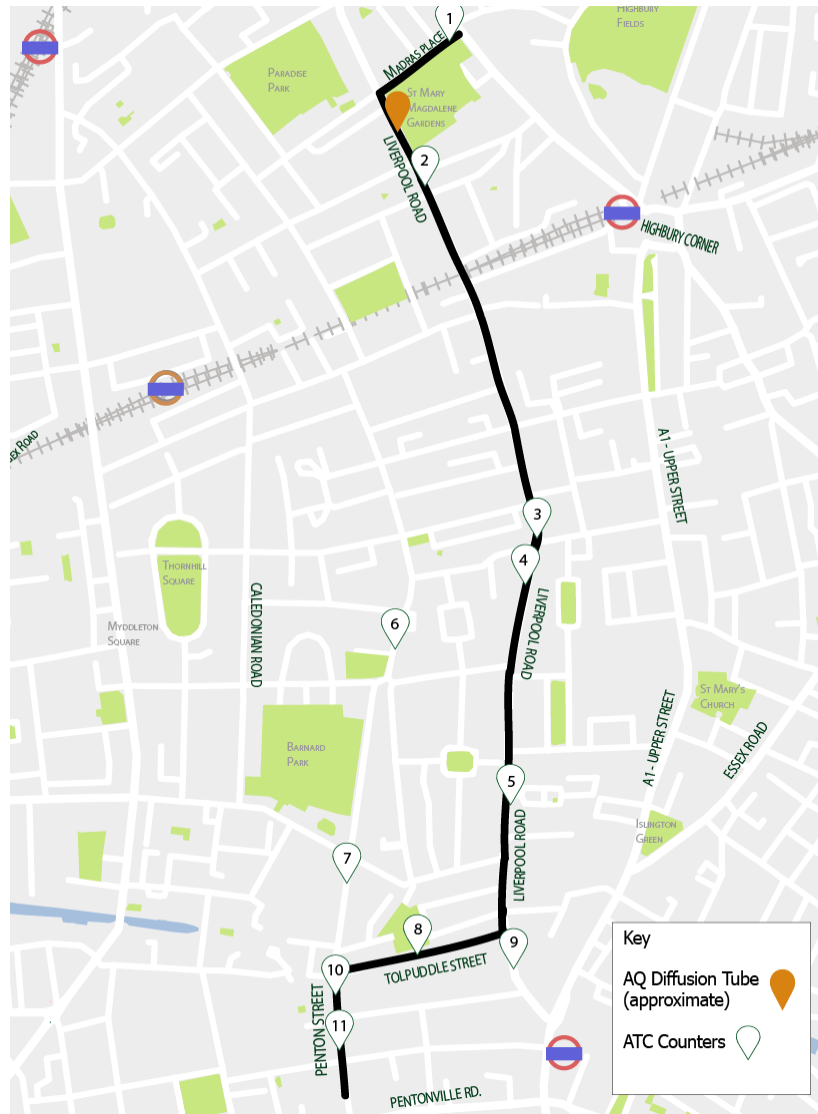 HIGHBURY
FIELDS
1
MADRAS PLACE
PARADISE
PARK
ST MARY
MAGDALENE
GARDENS
LIVERPOOL ROAD
2
HIGHBURY CORNER
A1 - UPPER STREET
3
THORNHILL
SQUARE
4
CALEDONIAN ROAD
LIVERPOOL ROAD
MYDDLETON
SQUARE
6
ST MARY'S
CHURCH
A1 - UPPER STREET
ESSEX ROAD
BARNARD
PARK
5
LIVERPOOL ROAD
ISLINGTON
GREEN
7
8
9
TOLPUDDLE STREET
10
PENTON STREET
11
PENTONVILLE RD.
Key
AQ Diffusion Tube
(approximate)
ATC Counters